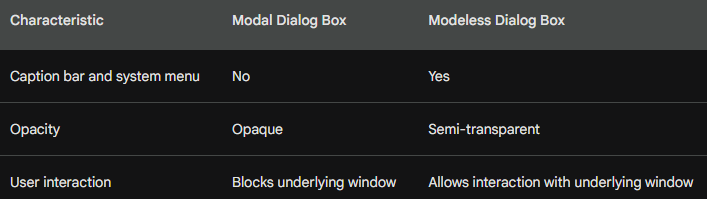 Characteristic Modal Dialog Box Modeless Dialog Box
Caption bar and system menu No Yes
Opacity Opaque Semi-transparent
User interaction Blocks underlying window Allows interaction with underlying window